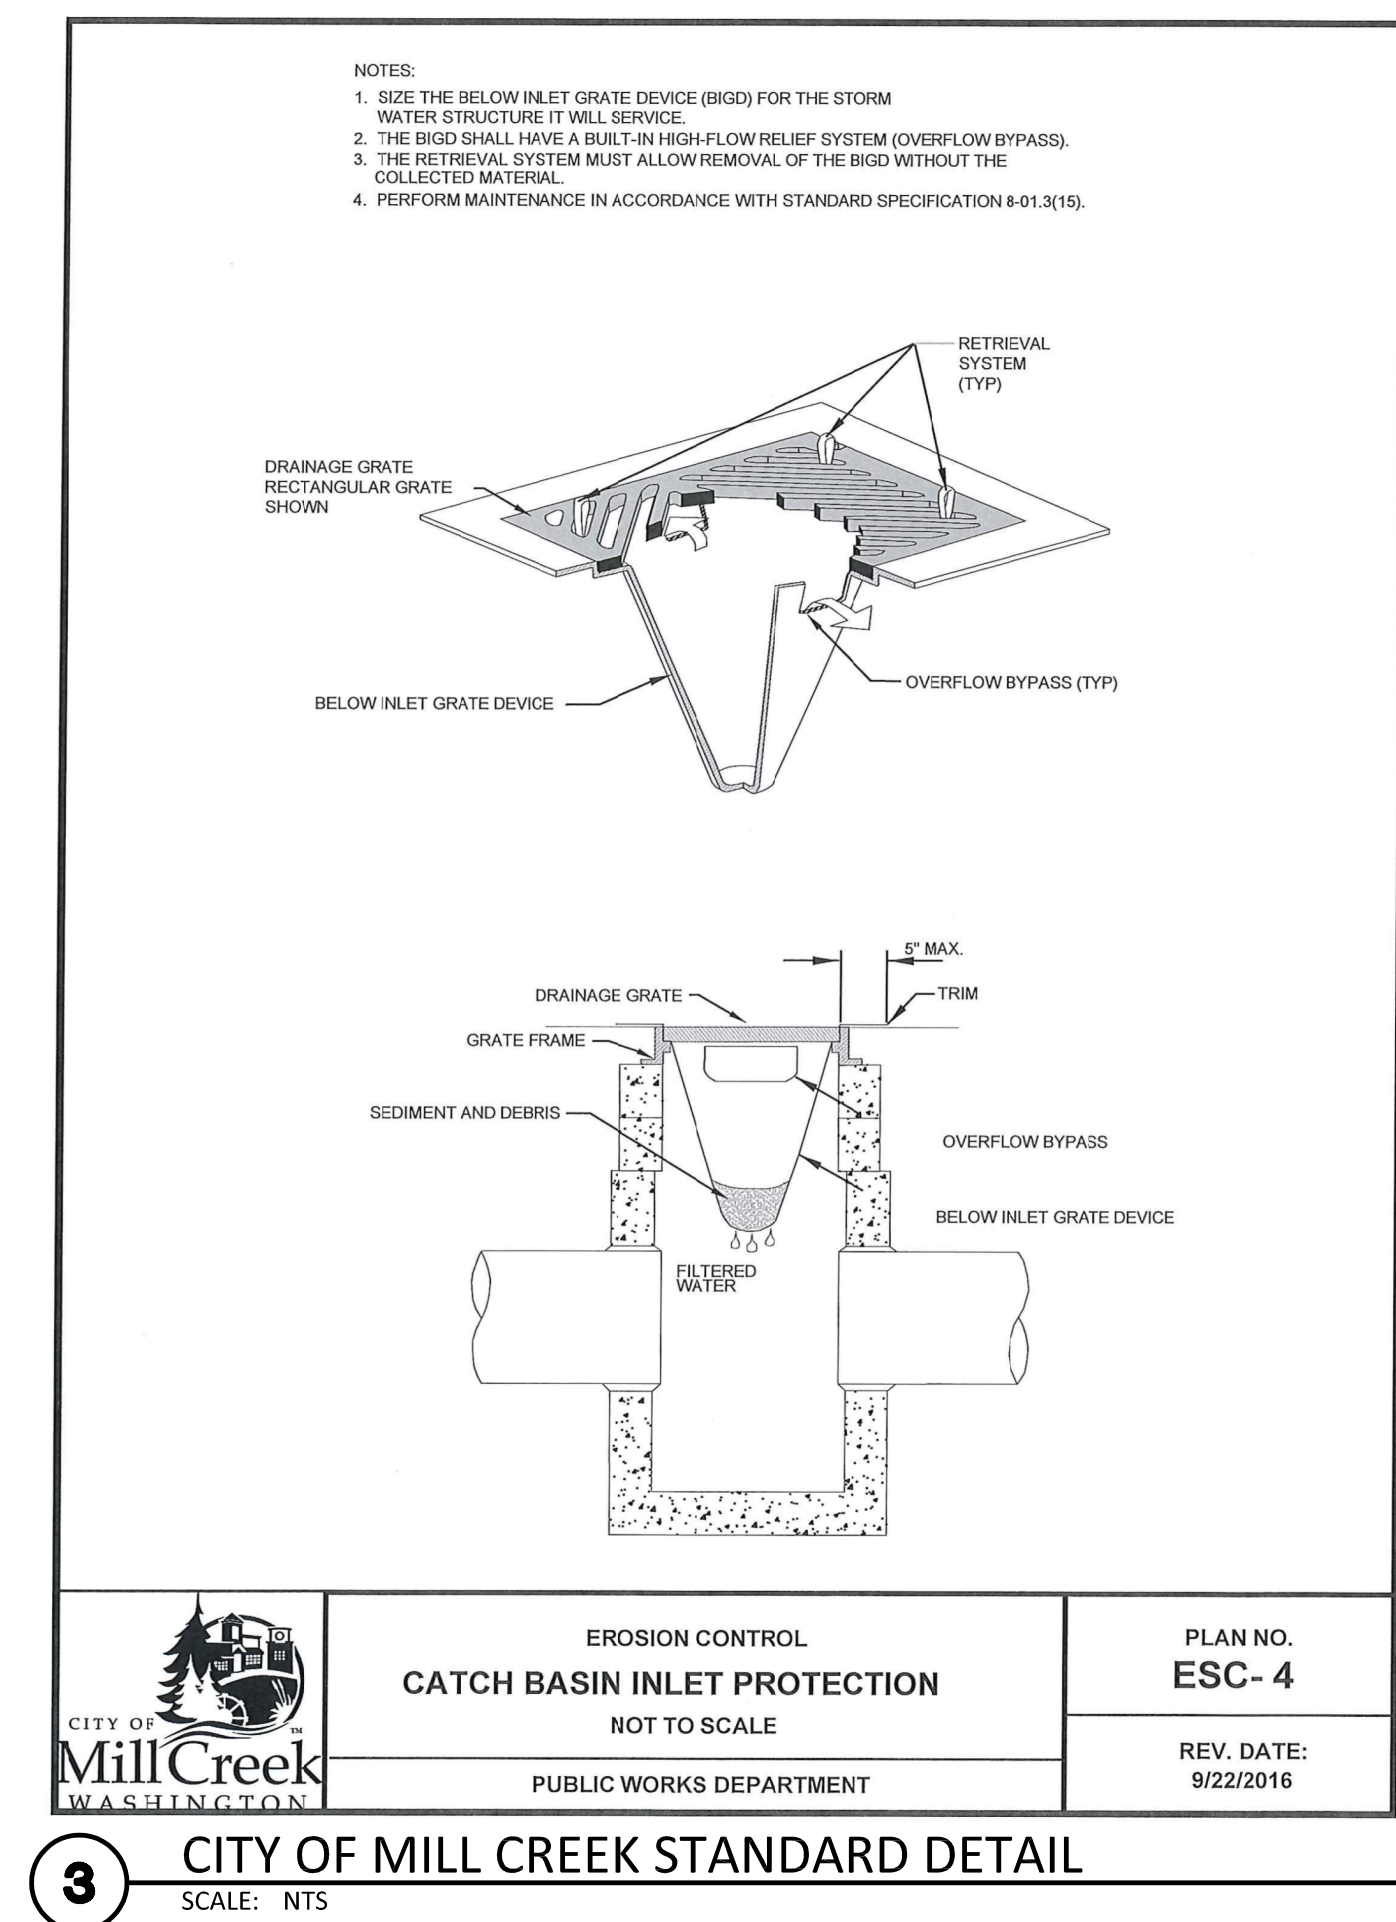 NOTES:
1. SIZE THE BELOW INLET GRATE DEVICE (BIGD) FOR THE STORM
WATER STRUCTURE IT WILL SERVICE.
2. THE BIGD SHALL HAVE A BUILT-IN HIGH-FLOW RELIEF SYSTEM (OVERFLOW BYPASS).
3. THE RETRIEVAL SYSTEM MUST ALLOW REMOVAL OF THE BIGD WITHOUT THE
COLLECTED MATERIAL.
4. PERFORM MAINTENANCE IN ACCORDANCE WITH STANDARD SPECIFICATION 8-01.3(15).
RETRIEVAL
SYSTEM
(TYP)
DRAINAGE GRATE
RECTANGULAR GRATE
SHOWN
OVERFLOW BYPASS (TYP)
BELOW INLET GRATE DEVICE
5" MAX.
DRAINAGE GRATE
TRIM
GRATE FRAME
SEDIMENT AND DEBRIS
OVERFLOW BYPASS
BELOW INLET GRATE DEVICE
FILTERED
WATER
CITY OF
Mill Creek
WASHINGTON
TM
EROSION CONTROL
CATCH BASIN INLET PROTECTION
NOT TO SCALE
PUBLIC WORKS DEPARTMENT
PLAN NO.
ESC- 4
REV. DATE:
9/22/2016
3
CITY OF MILL CREEK STANDARD DETAIL
SCALE: NTS